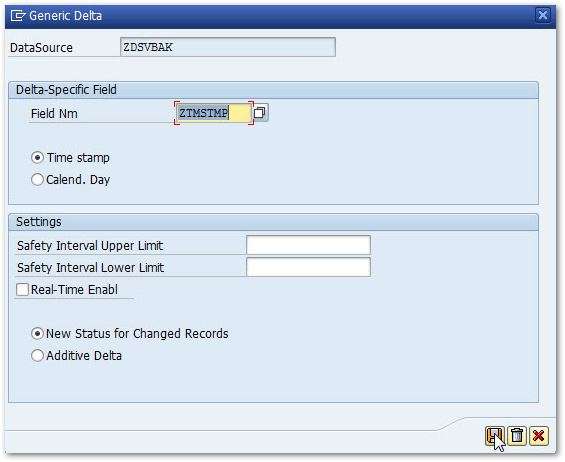 Generic Delta
DataSource ZDSVBAK
Delta-Specific Field
Field Nm ZTMSTMP
Time stamp
Calend. Day
Settings
Safety Interval Upper Limit
Safety Interval Lower Limit
Real-Time Enabl
New Status for Changed Records
Additive Delta